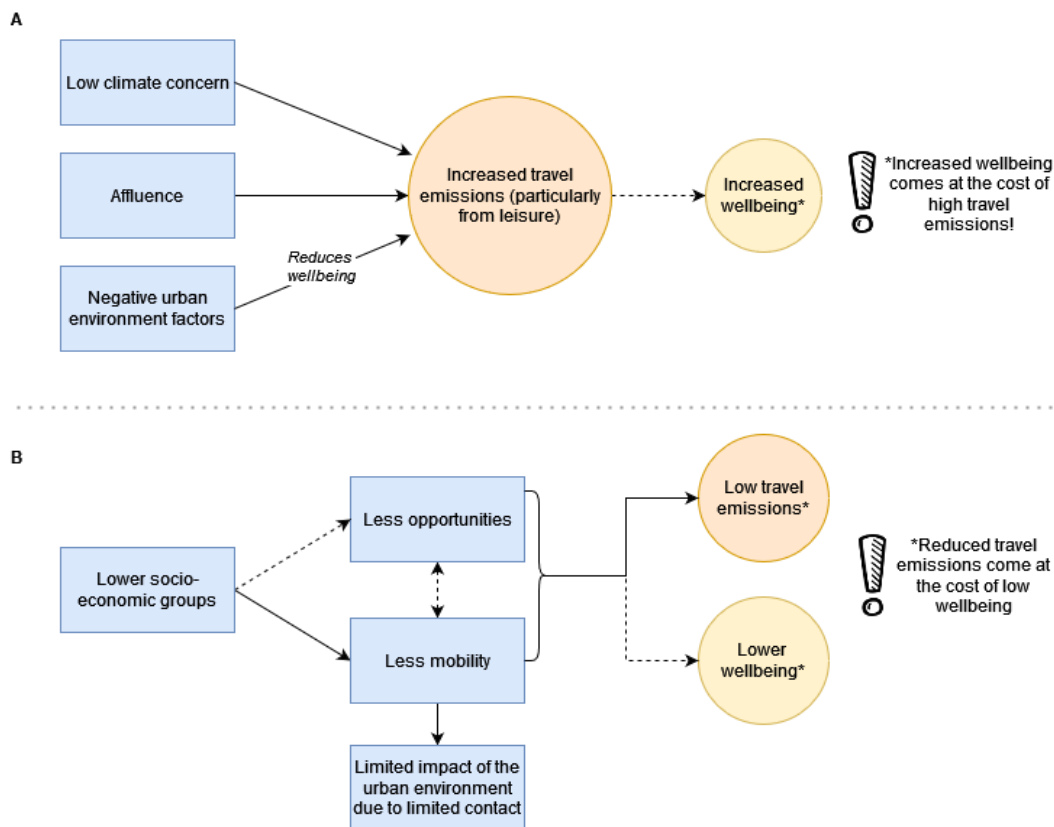 A
Low climate concern
Affluence
Negative urban
environment factors
Reduces
wellbeing
Increased travel
emissions (particularly
from leisure)
Increased
wellbeing*
*Increased wellbeing
comes at the cost of
high travel
emissions!
B
Lower socio-
economic groups
Less opportunities
Less mobility
Limited impact of the
urban environment
due to limited contact
Low travel
emissions*
Lower
wellbeing*
*Reduced travel
emissions come at
the cost of low
wellbeing